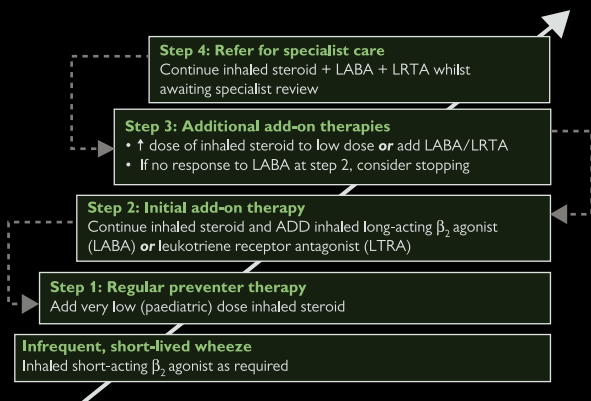 Step 4: Refer for specialist care
Continue inhaled steroid + LABA + LRTA whilst
awaiting specialist review
Step 3: Additional add-on therapies
• ↑ dose of inhaled steroid to low dose or add LABA/LRTA
• If no response to LABA at step 2, consider stopping
Step 2: Initial add-on therapy
Continue inhaled steroid and ADD inhaled long-acting β₂ agonist
(LABA) or leukotriene receptor antagonist (LTRA)
Step 1: Regular preventer therapy
Add very low (paediatric) dose inhaled steroid
Infrequent, short-lived wheeze
Inhaled short-acting β₂ agonist as required